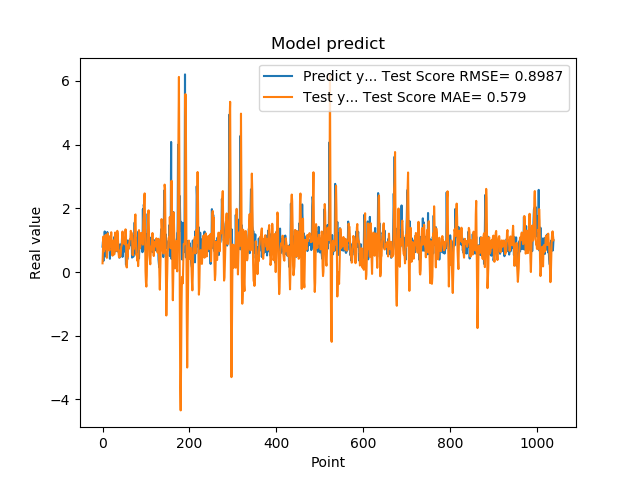 Model predict
Predict y... Test Score RMSE= 0.8987
Test y... Test Score MAE= 0.579
Real value
6
4
2
0
−2
−4
0 200 400 600 800 1000
Point